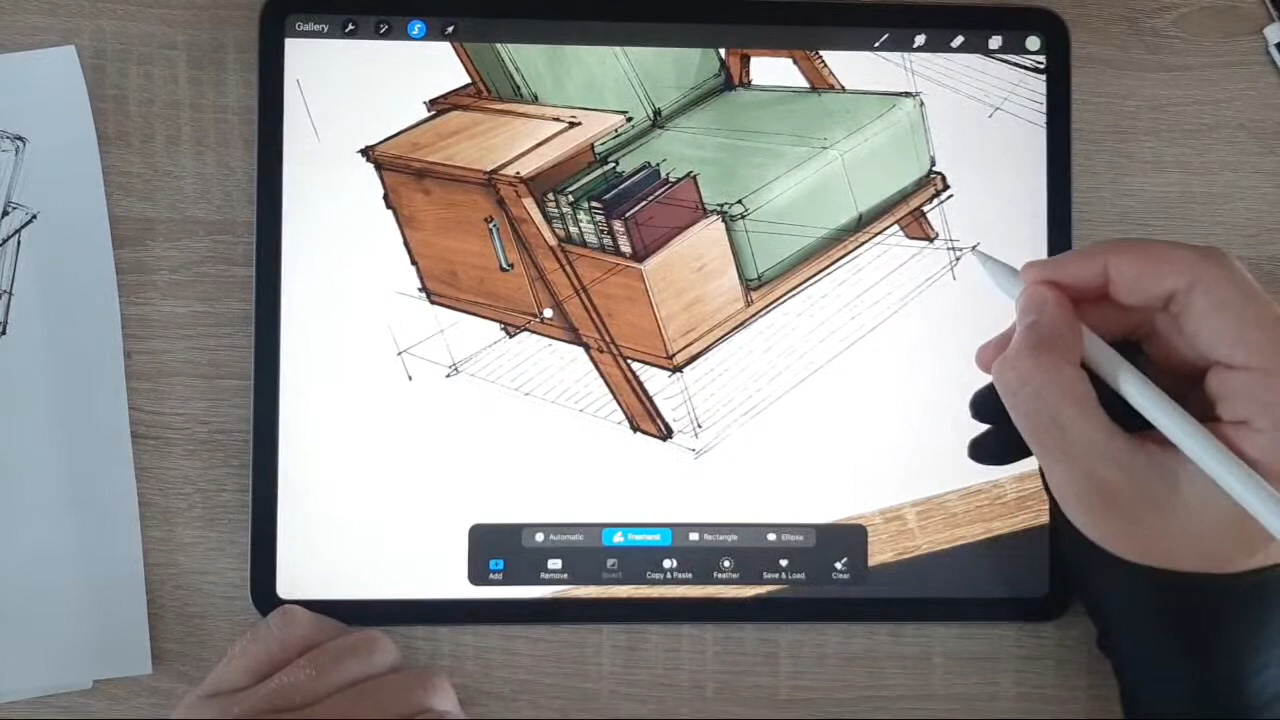 Gallery
Automatic Freehand Rectangle Ellipse
Add Remove Invert Copy & Paste Feather Save & Load Clear